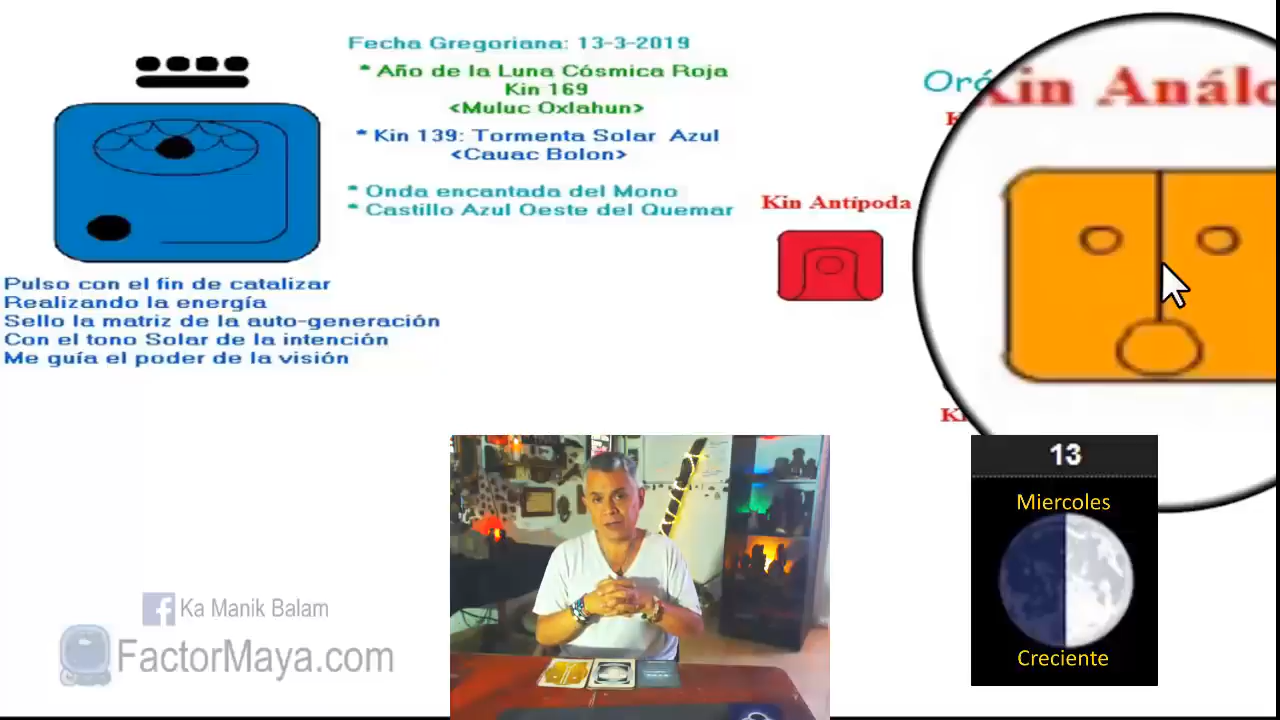 Fecha Gregoriana: 13-3-2019
* Año de la Luna Cósmica Roja
Kin 169
<Muluc Oxlahun>
* Kin 139: Tormenta Solar Azul
<Cauac Bolon>
* Onda encantada del Mono
* Castillo Azul Oeste del Quemar
Pulso con el fin de catalizar
Realizando la energía
Sello la matriz de la auto-generación
Con el tono Solar de la intención
Me guía el poder de la visión
Kin Antípoda
Kin
13
Miercoles
Creciente
Ka Manik Balam
FactorMaya.com